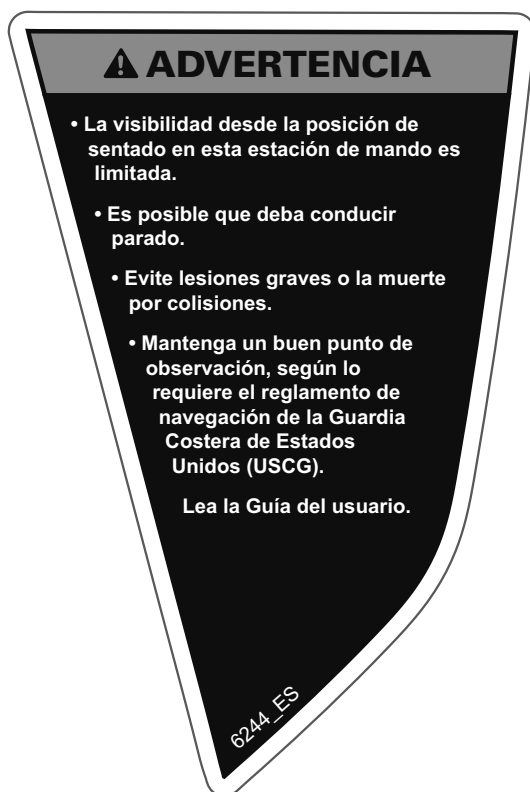 ADVERTENCIA
• La visibilidad desde la posición de
sentado en esta estación de mando es
limitada.
• Es posible que deba conducir
parado.
• Evite lesiones graves o la muerte
por colisiones.
• Mantenga un buen punto de
observación, según lo
requiere el reglamento de
navegación de la Guardia
Costera de Estados
Unidos (USCG).
Lea la Guía del usuario.
6244_ES